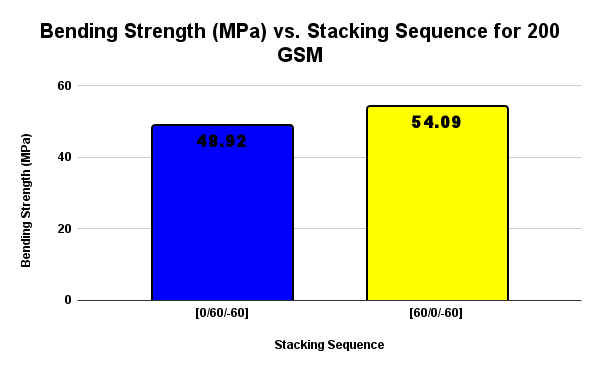 Bending Strength (MPa) vs. Stacking Sequence for 200
GSM
Bending Strength (MPa)
60
40
20
0
48.92
54.09
[0/60/-60]
[60/0/-60]
Stacking Sequence